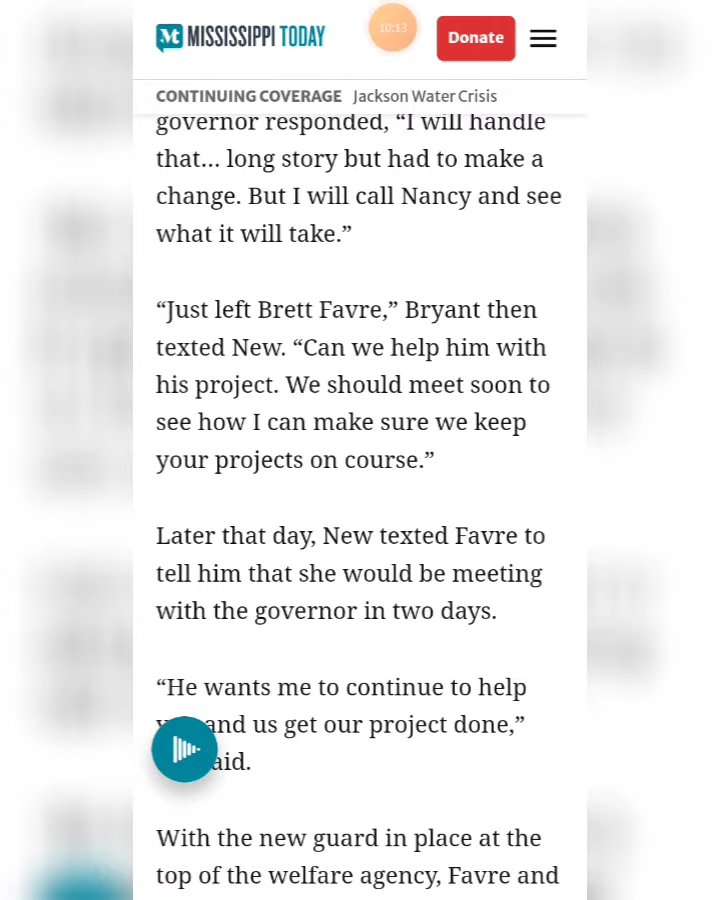 Mt MISSISSIPPI TODAY
10:13
Donate
CONTINUING COVERAGE Jackson Water Crisis
governor responded, “I will handle
that… long story but had to make a
change. But I will call Nancy and see
what it will take.”
“Just left Brett Favre,” Bryant then
texted New. “Can we help him with
his project. We should meet soon to
see how I can make sure we keep
your projects on course.”
Later that day, New texted Favre to
tell him that she would be meeting
with the governor in two days.
“He wants me to continue to help
and us get our project done,”
With the new guard in place at the
top of the welfare agency, Favre and